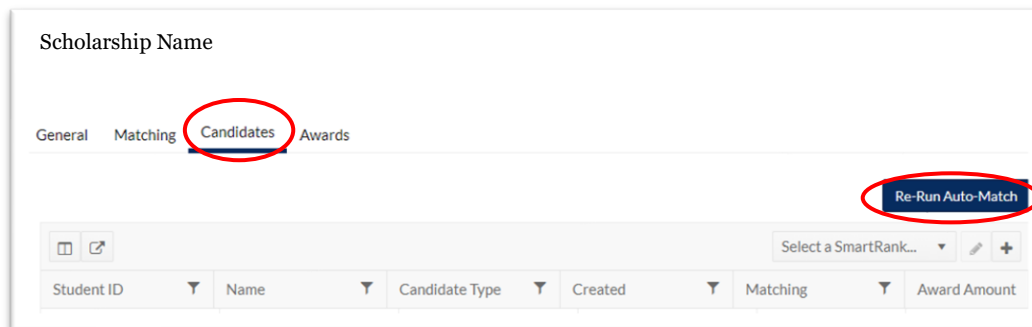 Scholarship Name
General Matching Candidates Awards
Re-Run Auto-Match
Select a SmartRank...
Student ID Name Candidate Type Created Matching Award Amount